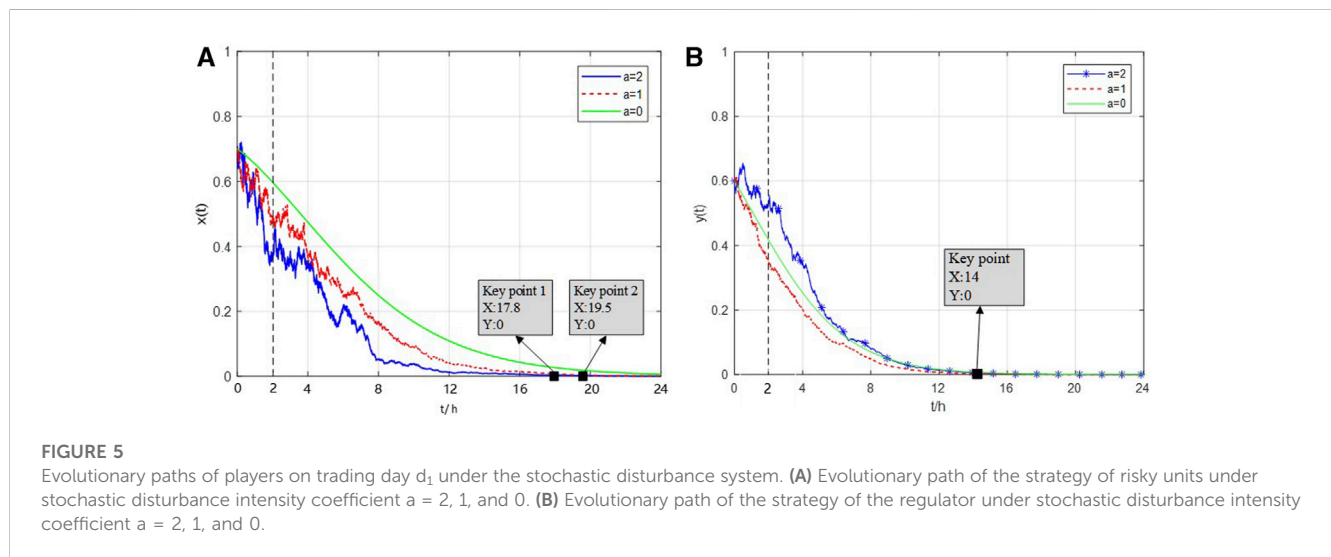 A
1
0.8
0.6
0.4
0.2
0
x(t)
0 2 4 8 12 16 20 24
t/h
a=2
a=1
a=0
Key point 1
X:17.8
Y:0
Key point 2
X:19.5
Y:0
B
1
0.8
0.6
0.4
0.2
0
y(t)
0 2 4 8 12 16 20 24
t/h
a=2
a=1
a=0
Key point
X:14
Y:0
FIGURE 5
Evolutionary paths of players on trading day d₁ under the stochastic disturbance system. (A) Evolutionary path of the strategy of risky units under
stochastic disturbance intensity coefficient a = 2, 1, and 0. (B) Evolutionary path of the strategy of the regulator under stochastic disturbance intensity
coefficient a = 2, 1, and 0.